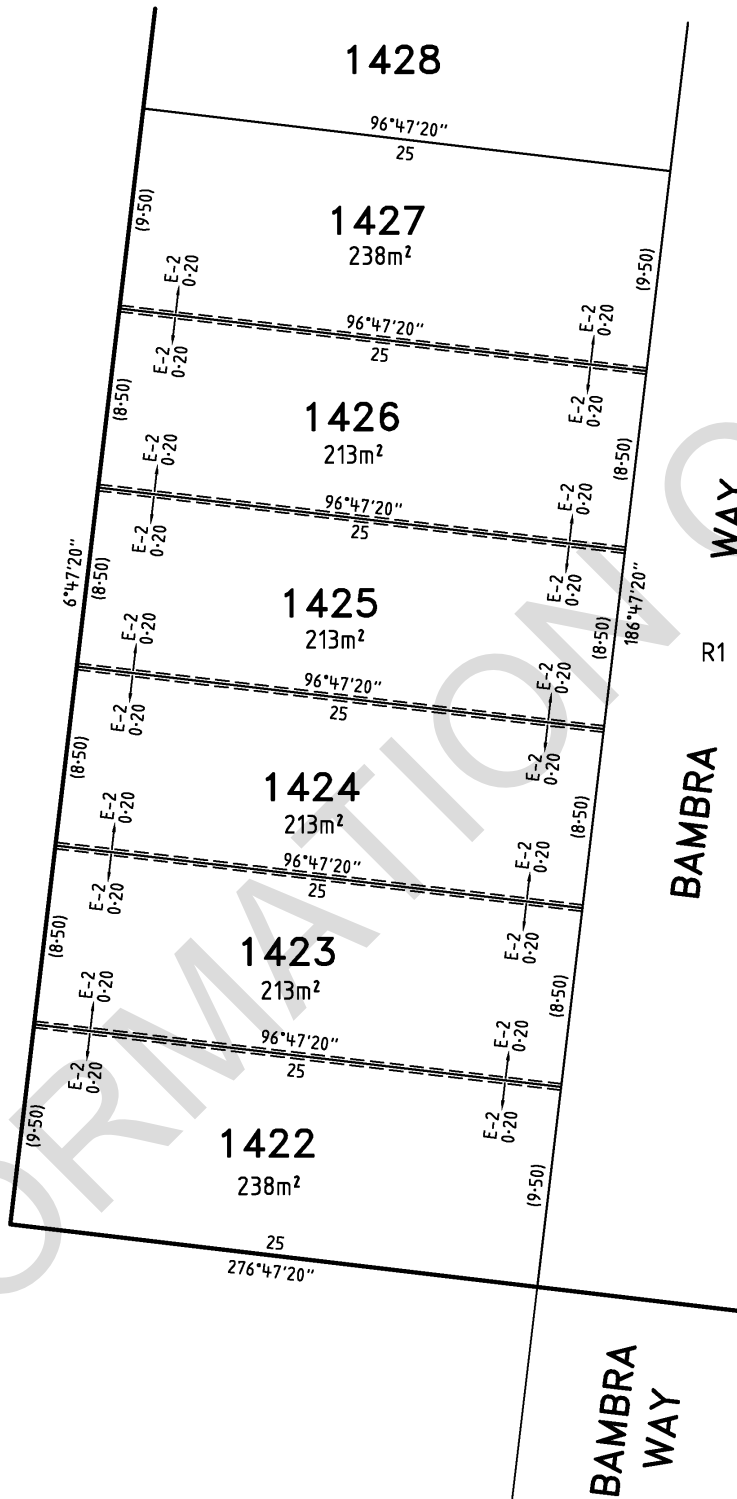 1428
96°47'20"
25
(9·50)
1427
238m²
(9·50)
E-2
0·20
E-2
0·20
96°47'20"
25
E-2
0·20
E-2
0·20
(8·50)
1426
213m²
(8·50)
E-2
0·20
E-2
0·20
96°47'20"
25
E-2
0·20
E-2
0·20
WAY
6°47'20"
(8·50)
1425
213m²
(8·50)
186°47'20"
R1
E-2
0·20
E-2
0·20
96°47'20"
25
E-2
0·20
E-2
0·20
(8·50)
1424
213m²
(8·50)
BAMBRA
E-2
0·20
E-2
0·20
96°47'20"
25
E-2
0·20
E-2
0·20
(8·50)
1423
213m²
(8·50)
E-2
0·20
E-2
0·20
96°47'20"
25
E-2
0·20
E-2
0·20
(9·50)
1422
238m²
(9·50)
25
276°47'20"
BAMBRA
WAY
ORMATION O